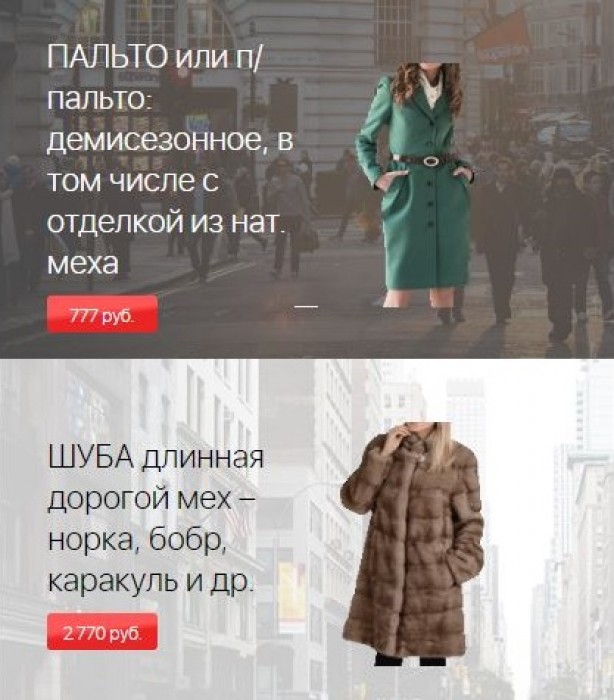 ПАЛЬТО или п/
пальто:
демисезонное, в
том числе с
отделкой из нат.
меха
777 руб.
ШУБА длинная
дорогой мех –
норка, бобр,
каракуль и др.
2 770 руб.